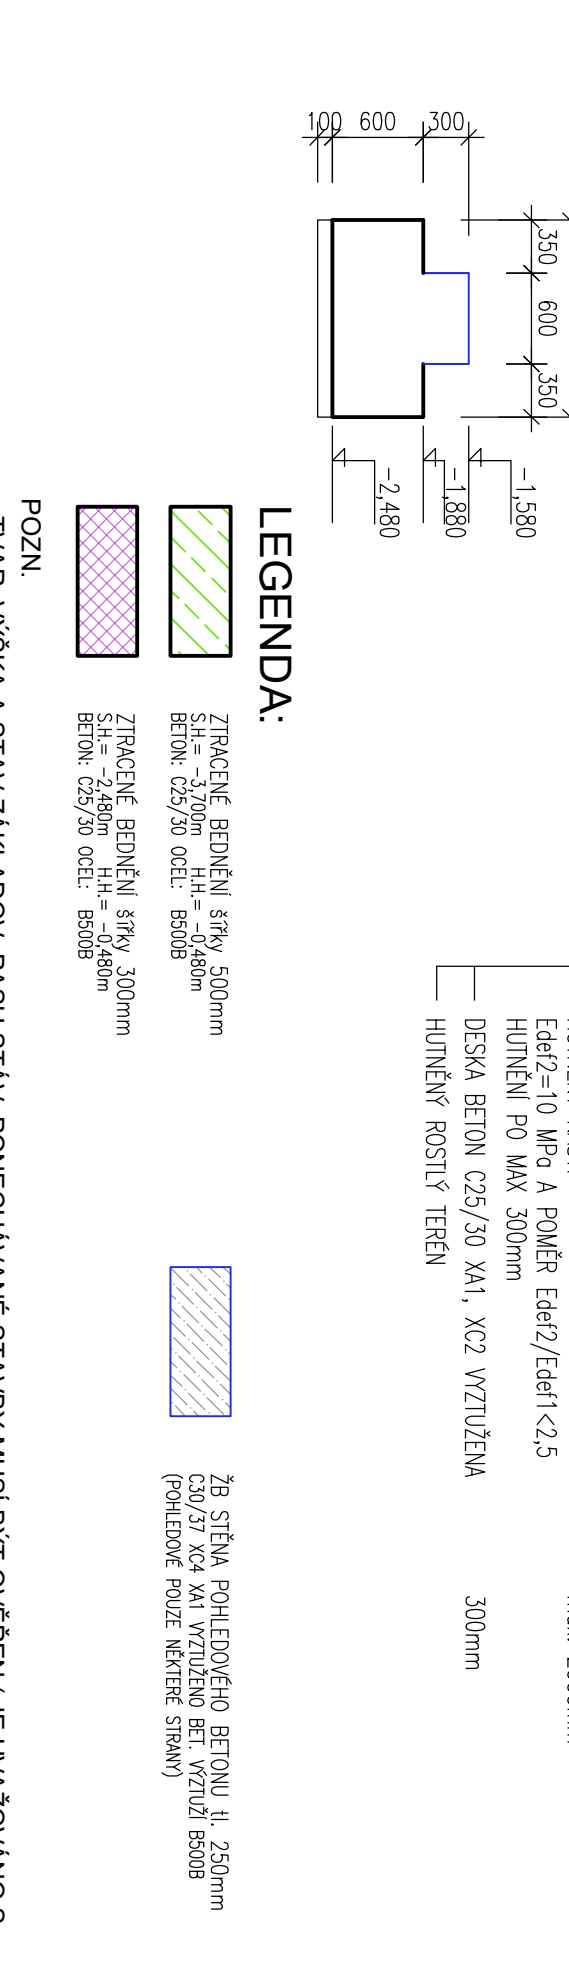 350 600 350
100 600 300
-1,580
-1,880
-2,480
Edef2=10 MPa A POMĚR Edef2/Edef1<2,5
HUTNĚNÍ PO MAX 300mm
DESKA BETON C25/30 XA1, XC2 VYZTUŽENA 300mm
HUTNĚNÝ ROSTLÝ TERÉN
LEGENDA:
ZTRACENÉ BEDNĚNÍ šířky 500mm
S.H.= -3,700m H.H.= -0,480m
BETON: C25/30 OCEL: B500B
ŽB STĚNA POHLEDOVÉHO BETONU tl. 250mm
C30/37 XC4 XA1 VYZTUŽENO BET. VÝZTUŽÍ B500B
(POHLEDOVÉ POUZE NĚKTERÉ STRANY)
ZTRACENÉ BEDNĚNÍ šířky 300mm
S.H.= -2,480m H.H.= -0,480m
BETON: C25/30 OCEL: B500B
POZN.